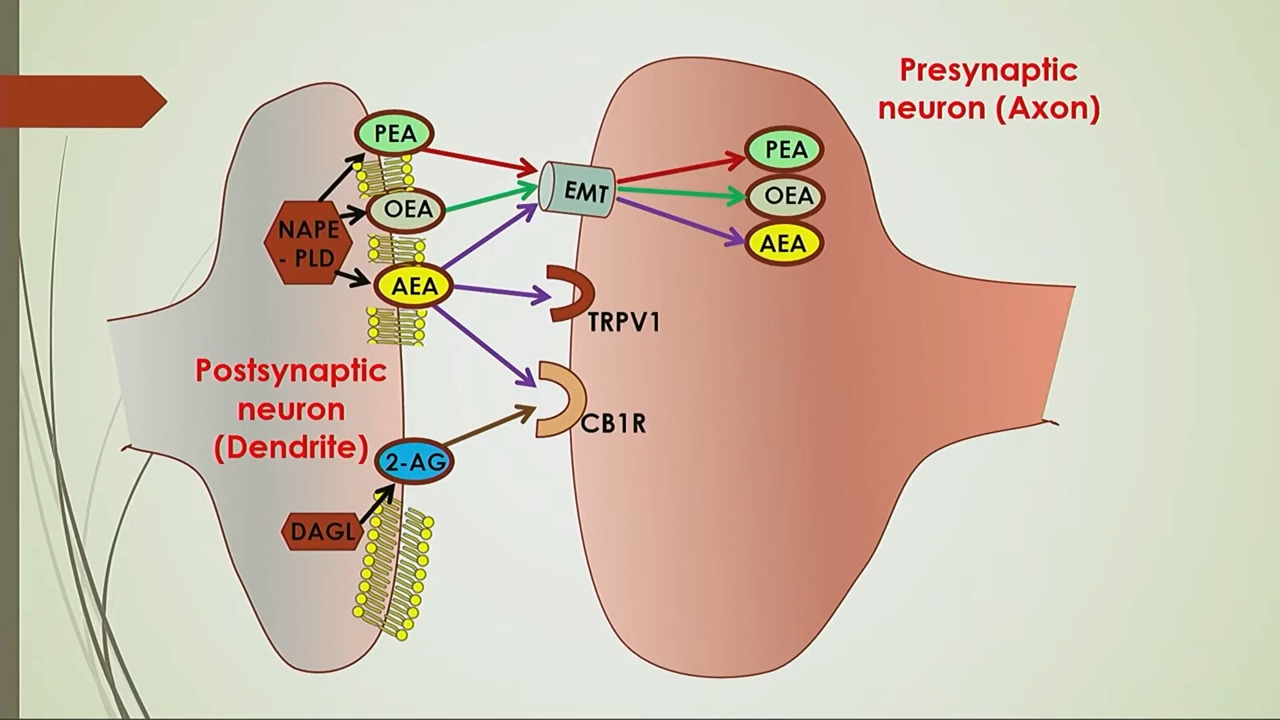 Presynaptic
neuron (Axon)
PEA
OEA
AEA
EMT
PEA
OEA
AEA
NAPE
- PLD
TRPV1
CB1R
Postsynaptic
neuron
(Dendrite)
2-AG
DAGL